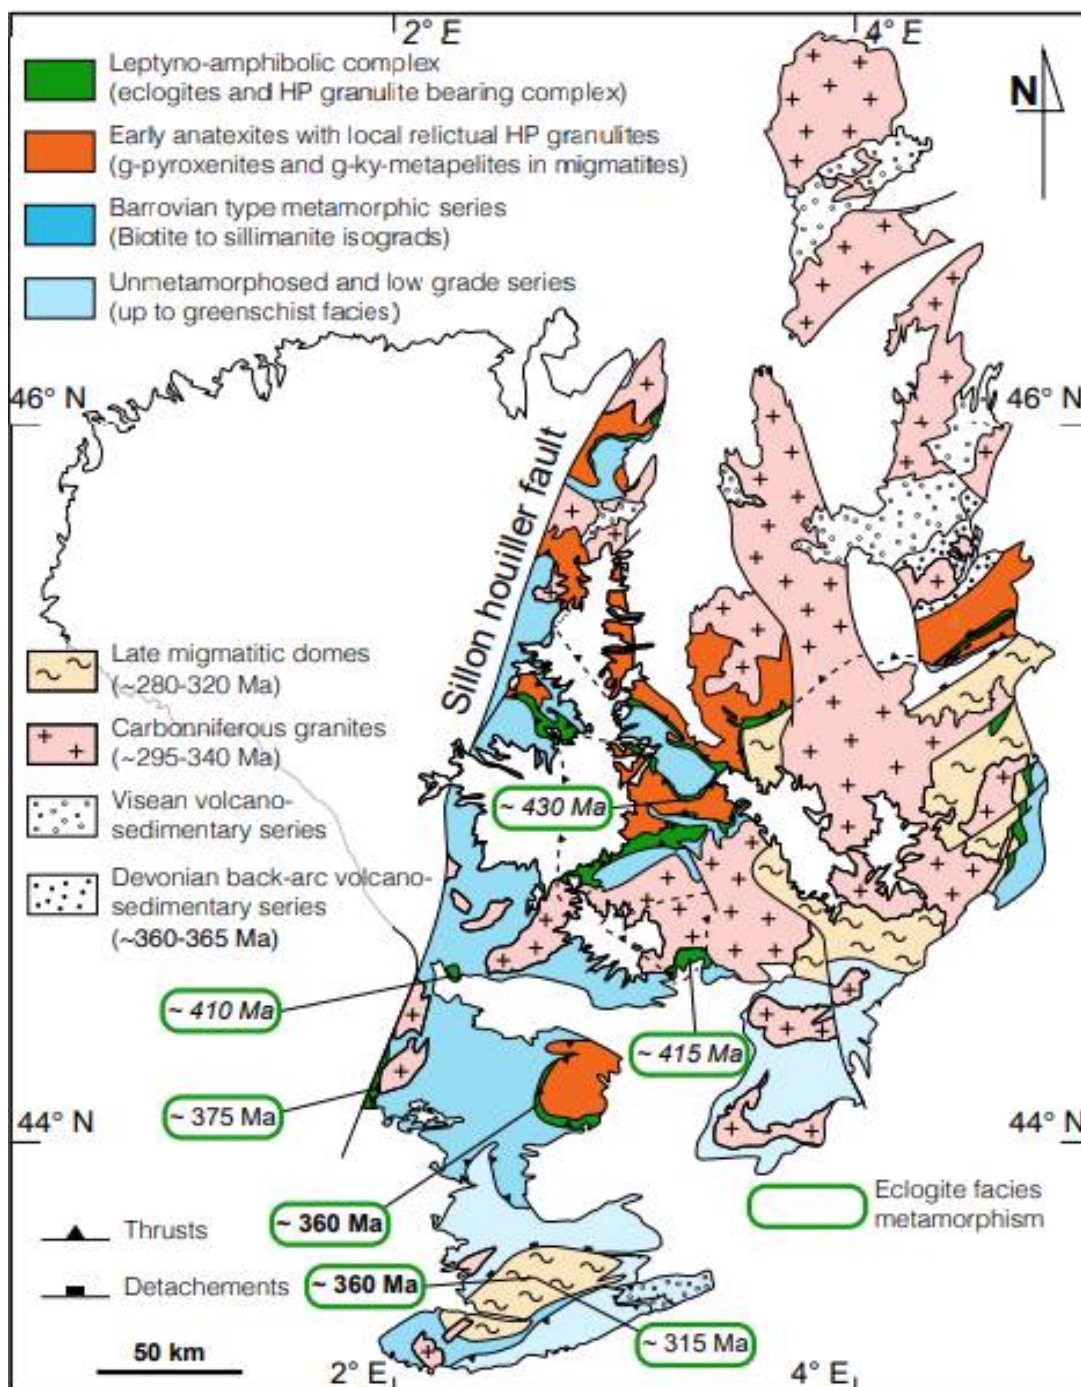 2° E
4° E
Leptyno-amphibolic complex
(eclogites and HP granulite bearing complex)
N
Early anatexites with local relictual HP granulites
(g-pyroxenites and g-ky-metapelites in migmatites)
Barrovian type metamorphic series
(Biotite to sillimanite isograds)
Unmetamorphosed and low grade series
(up to greenschist facies)
46° N
46° N
Sillon houiller fault
Late migmatitic domes
(~280-320 Ma)
Carbonniferous granites
(~295-340 Ma)
Visean volcano-
sedimentary series
Devonian back-arc volcano-
sedimentary series
(~360-365 Ma)
~ 430 Ma
~ 410 Ma
~ 415 Ma
~ 375 Ma
44° N
44° N
Eclogite facies
metamorphism
~ 360 Ma
Thrusts
Detachements
~ 360 Ma
~ 315 Ma
50 km
2° E
4° E